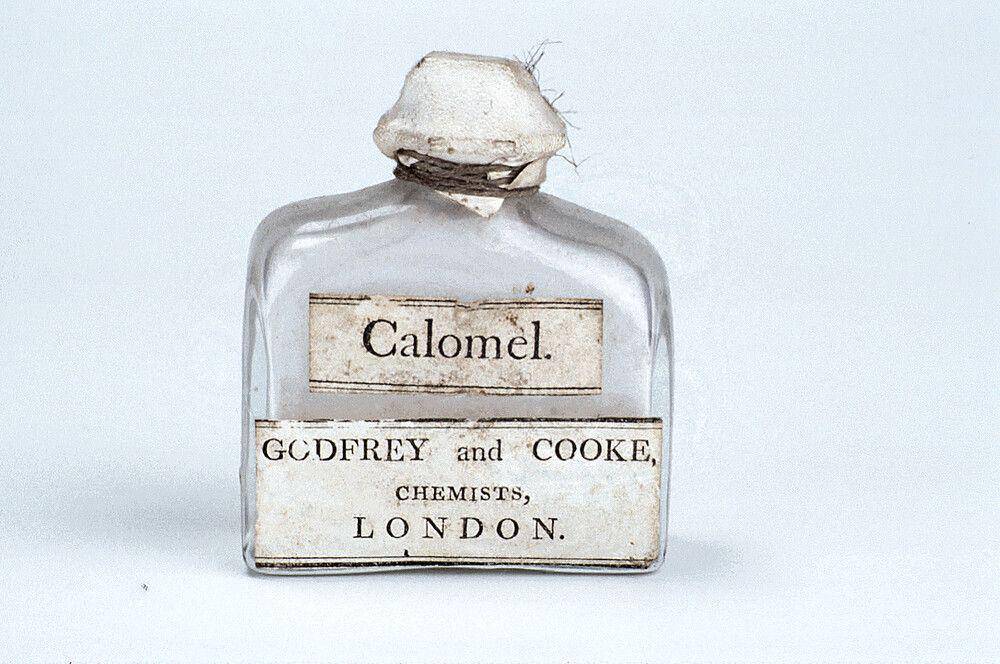 Calomel.
GODFREY and COOKE,
CHEMISTS,
LONDON.